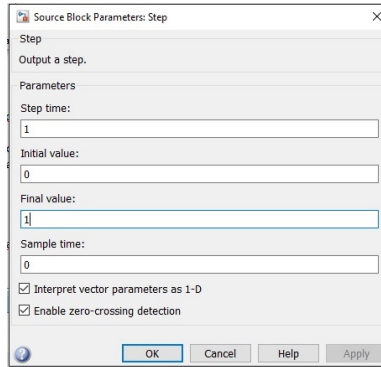 Source Block Parameters: Step
Step
Output a step.
Parameters
Step time:
1
Initial value:
0
Final value:
1
Sample time:
0
Interpret vector parameters as 1-D
Enable zero-crossing detection
OK Cancel Help Apply